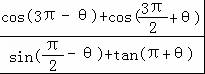 cos(3π − θ)+cos(3π/2+θ)
sin(π/2 − θ)+tan(π+θ)